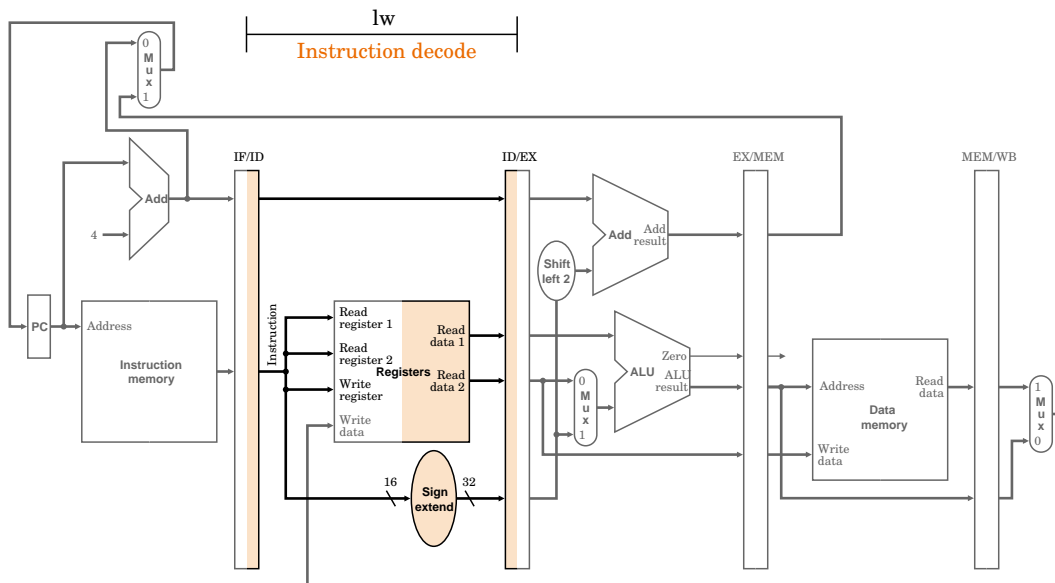 lw
Instruction decode
0
M
u
x
1
IF/ID
ID/EX
EX/MEM
MEM/WB
Add
4
Add
Add
result
Shift
left 2
PC
Address
Instruction
memory
Instruction
Read
register 1
Read
register 2
Write
register
Write
data
Registers
Read
data 1
Read
data 2
16
Sign
extend
32
0
M
u
x
1
ALU
Zero
ALU
result
Address
Write
data
Read
data
Data
memory
1
M
u
x
0